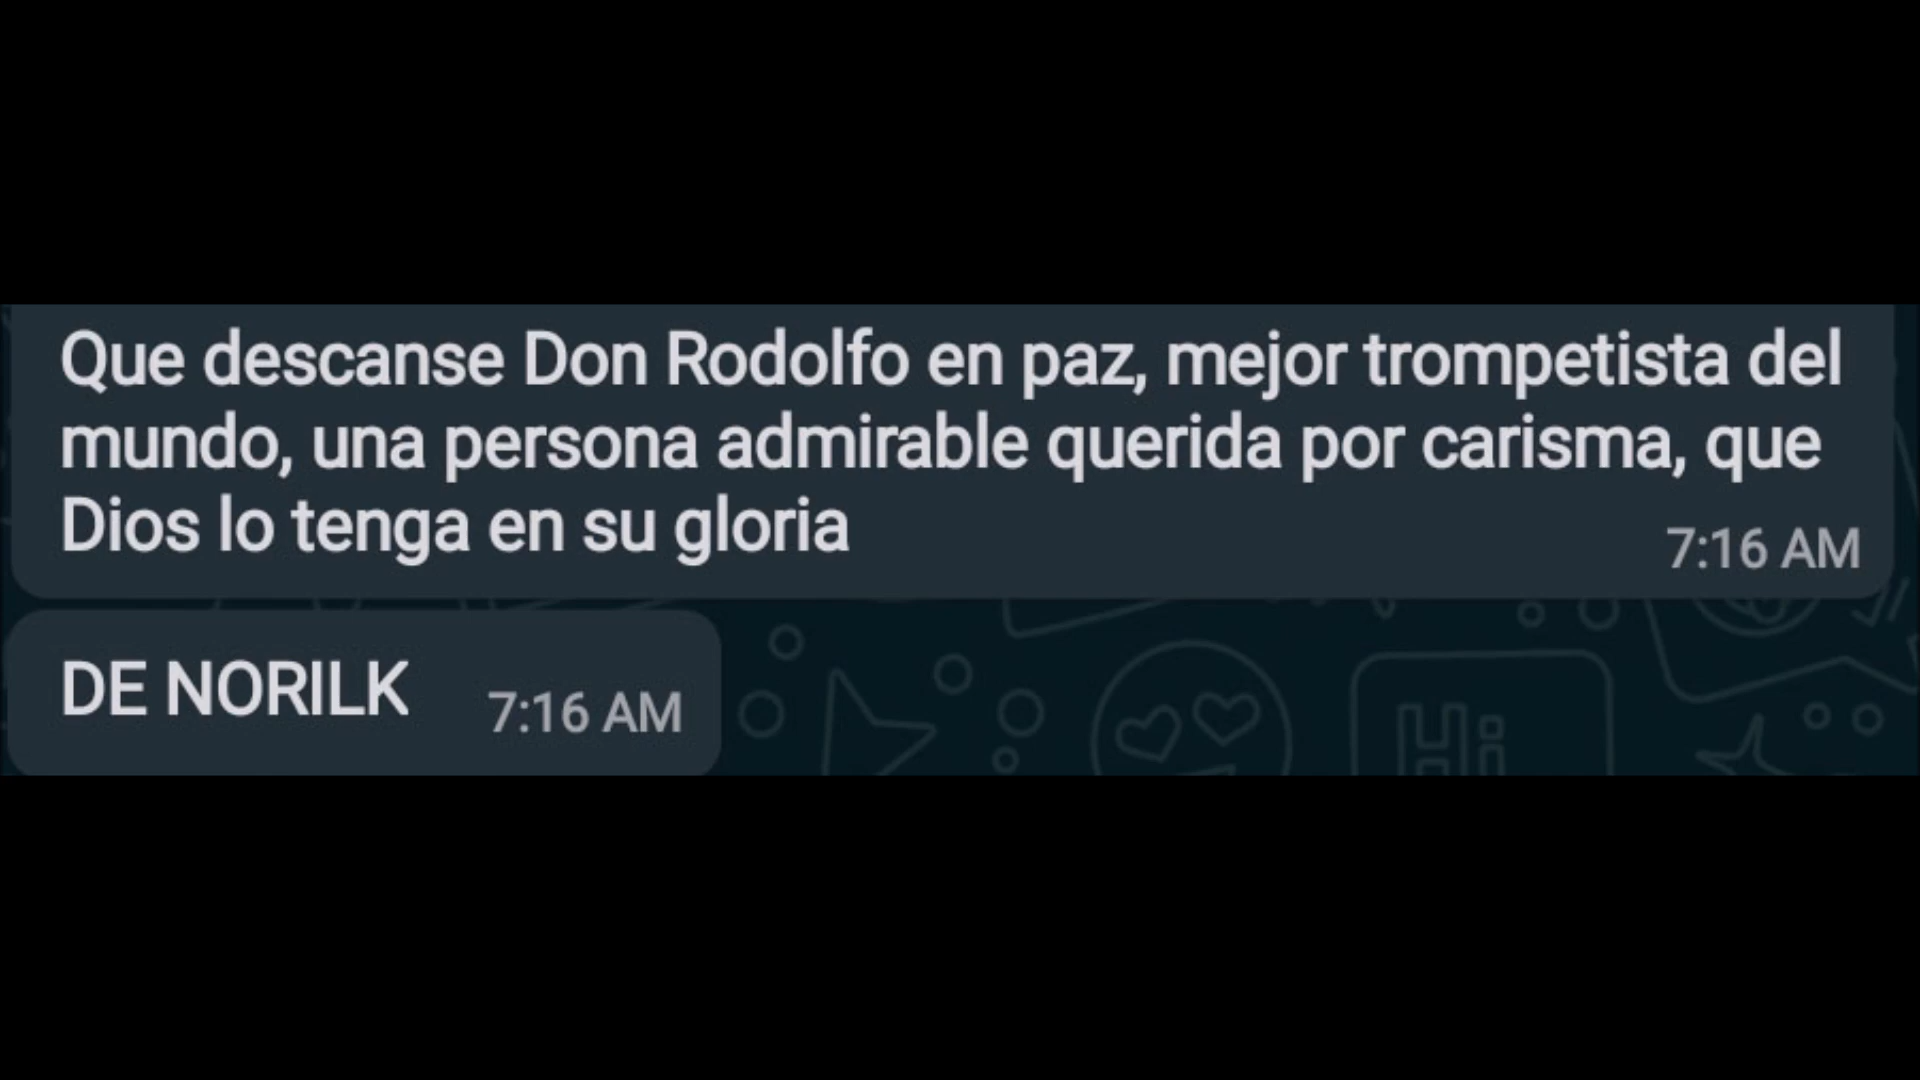 Que descanse Don Rodolfo en paz, mejor trompetista del
mundo, una persona admirable querida por carisma, que
Dios lo tenga en su gloria
7:16 AM
DE NORILK
7:16 AM
Hi